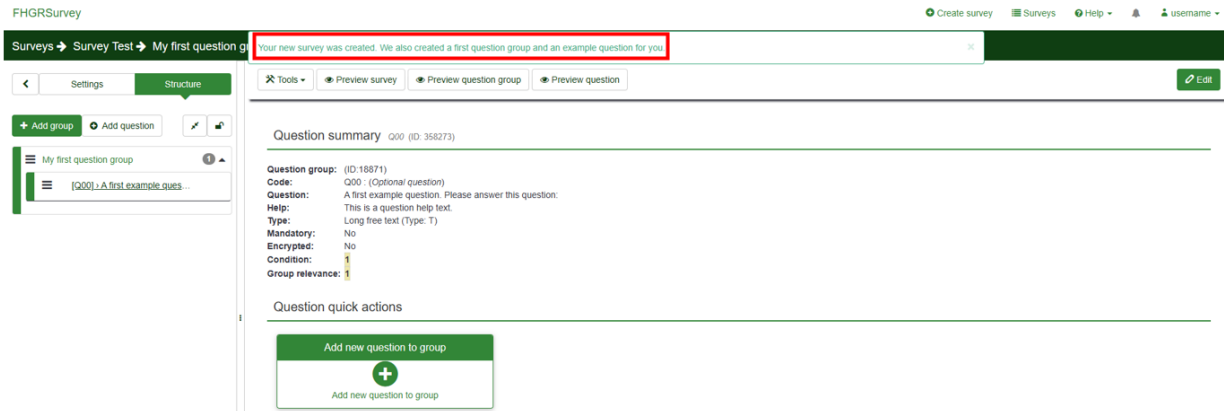 FHGRSurvey
Create survey Surveys Help username
Surveys → Survey Test → My first question gr
Your new survey was created. We also created a first question group and an example question for you.
×
Settings Structure
Tools Preview survey Preview question group Preview question Edit
+ Add group Add question
My first question group 1
[Q00] › A first example ques...
Question summary Q00 (ID: 358273)
Question group: (ID:18871)
Code: Q00 : (Optional question)
Question: A first example question. Please answer this question:
Help: This is a question help text.
Type: Long free text (Type: T)
Mandatory: No
Encrypted: No
Condition: 1
Group relevance: 1
Question quick actions
Add new question to group
Add new question to group